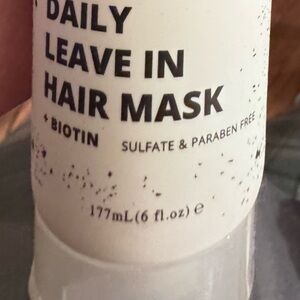 DAILY
LEAVE IN
HAIR MASK
+ BIOTIN
SULFATE & PARABEN FREE
177mL(6 fl.oz) e